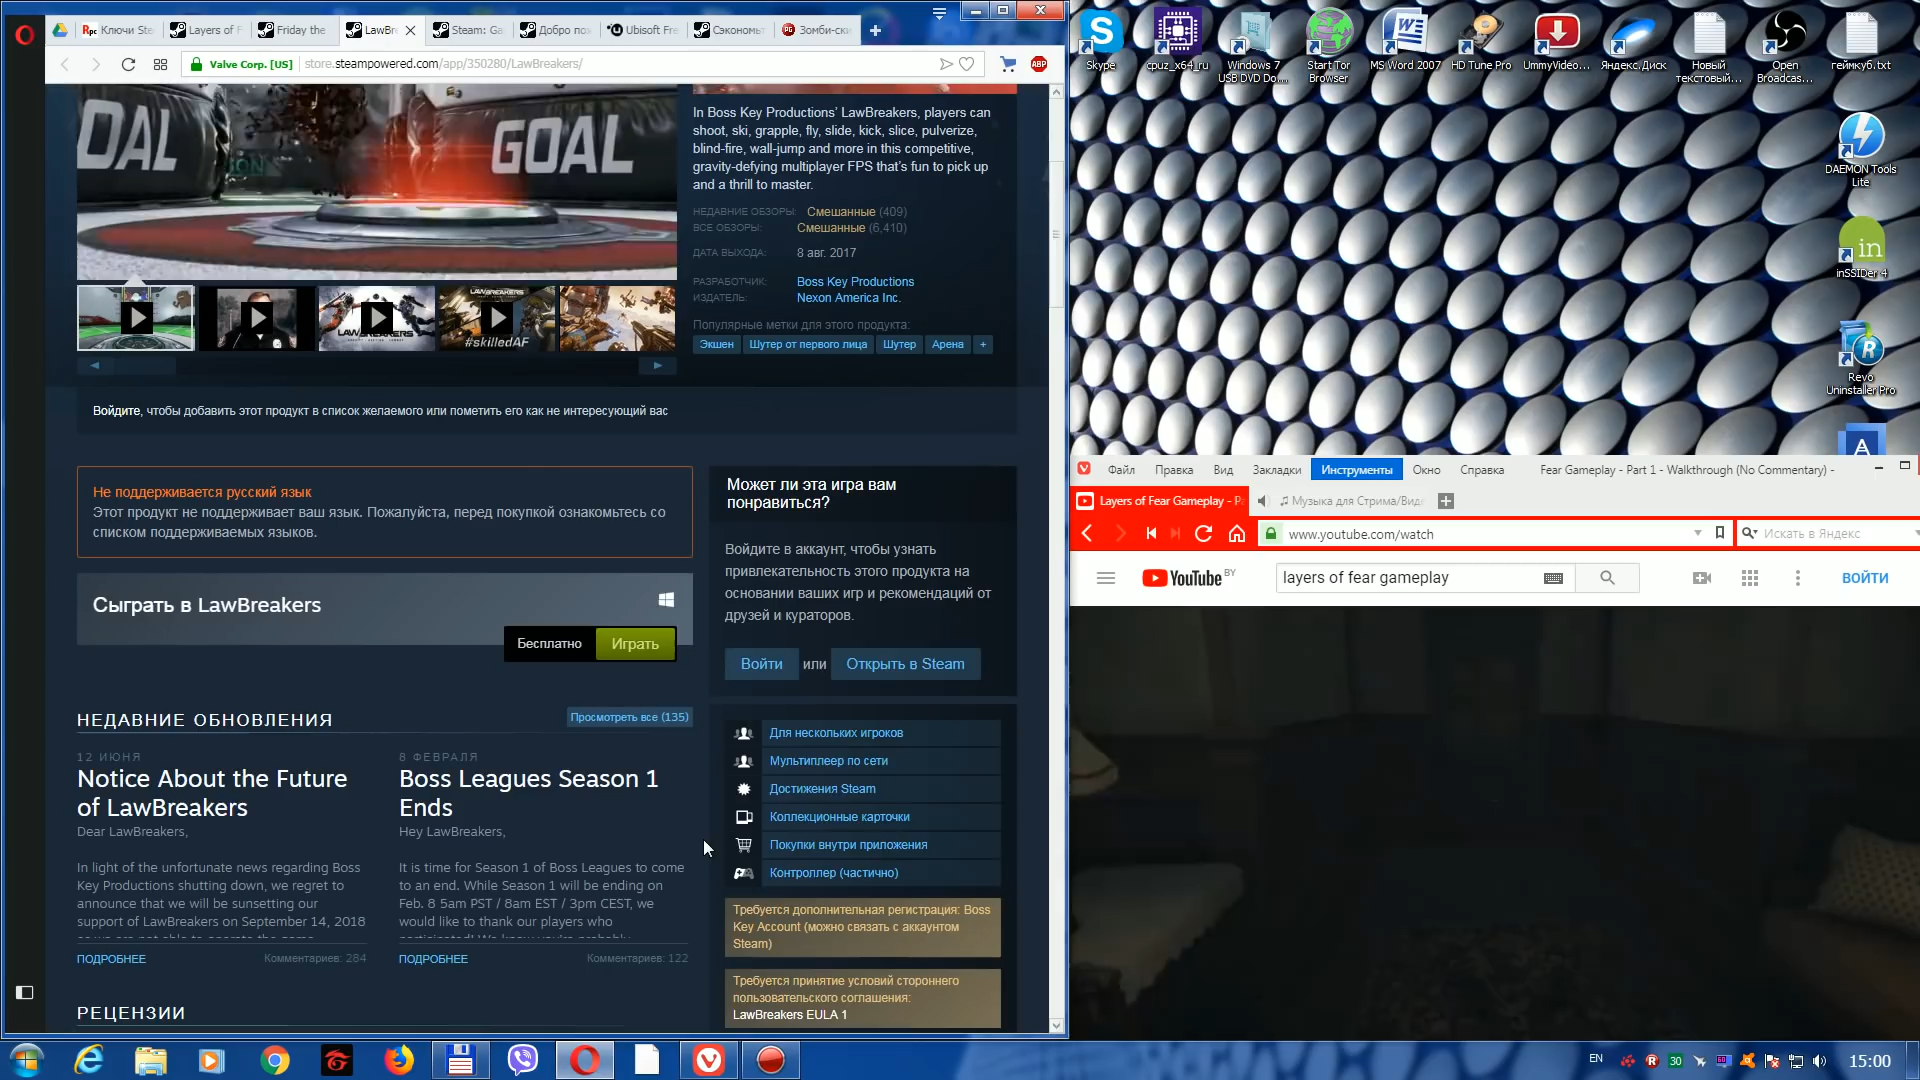 Ключи Ste
Layers of F
Friday the
LawBre
Steam: Ga
Добро пож
Ubisoft Fre
Сэкономьт
Зомби-ски
Valve Corp. [US]
store.steampowered.com/app/350280/LawBreakers/
ABP
OAL
GOAL
In Boss Key Productions' LawBreakers, players can
shoot, ski, grapple, fly, slide, kick, slice, pulverize,
blind-fire, wall-jump and more in this competitive,
gravity-defying multiplayer FPS that's fun to pick up
and a thrill to master.
НЕДАВНИЕ ОБЗОРЫ: Смешанные (409)
ВСЕ ОБЗОРЫ: Смешанные (6,410)
ДАТА ВЫХОДА: 8 авг. 2017
РАЗРАБОТЧИК: Boss Key Productions
ИЗДАТЕЛЬ: Nexon America Inc.
Популярные метки для этого продукта:
Экшен Шутер от первого лица Шутер Арена +
#skilledAF
Войдите, чтобы добавить этот продукт в список желаемого или пометить его как не интересующий вас
Не поддерживается русский язык
Этот продукт не поддерживает ваш язык. Пожалуйста, перед покупкой ознакомьтесь со
списком поддерживаемых языков.
Сыграть в LawBreakers
Бесплатно Играть
НЕДАВНИЕ ОБНОВЛЕНИЯ
Просмотреть все (135)
12 ИЮНЯ
Notice About the Future
of LawBreakers
Dear LawBreakers,
In light of the unfortunate news regarding Boss
Key Productions shutting down, we regret to
announce that we will be sunsetting our
support of LawBreakers on September 14, 2018
ПОДРОБНЕЕ Комментариев: 284
8 ФЕВРАЛЯ
Boss Leagues Season 1
Ends
Hey LawBreakers,
It is time for Season 1 of Boss Leagues to come
to an end. While Season 1 will be ending on
Feb. 8 5am PST / 8am EST / 3pm CEST, we
would like to thank our players who
ПОДРОБНЕЕ Комментариев: 122
РЕЦЕНЗИИ
Может ли эта игра вам
понравиться?
Войдите в аккаунт, чтобы узнать
привлекательность этого продукта на
основании ваших игр и рекомендаций от
друзей и кураторов.
Войти или Открыть в Steam
Для нескольких игроков
Мультиплеер по сети
Достижения Steam
Коллекционные карточки
Покупки внутри приложения
Контроллер (частично)
Требуется дополнительная регистрация: Boss
Key Account (можно связать с аккаунтом
Steam)
Требуется принятие условий стороннего
пользовательского соглашения:
LawBreakers EULA 1
Skype
cpuz_x64_ru
Windows 7
USB DVD Do...
Start Tor
Browser
MS Word 2007
HD Tune Pro
UmmyVideo...
Яндекс.Диск
Новый
текстовый...
Open
Broadcas...
геймкуб.txt
DAEMON Tools
Lite
in
inSSIDer 4
Revo
Uninstaller Pro
Файл Правка Вид Закладки Инструменты Окно Справка Fear Gameplay - Part 1 - Walkthrough (No Commentary) -
Layers of Fear Gameplay - Pa
Музыка для Стрима/Виде
www.youtube.com/watch
Искать в Яндекс
YouTube BY
layers of fear gameplay
ВОЙТИ
EN
30
15:00